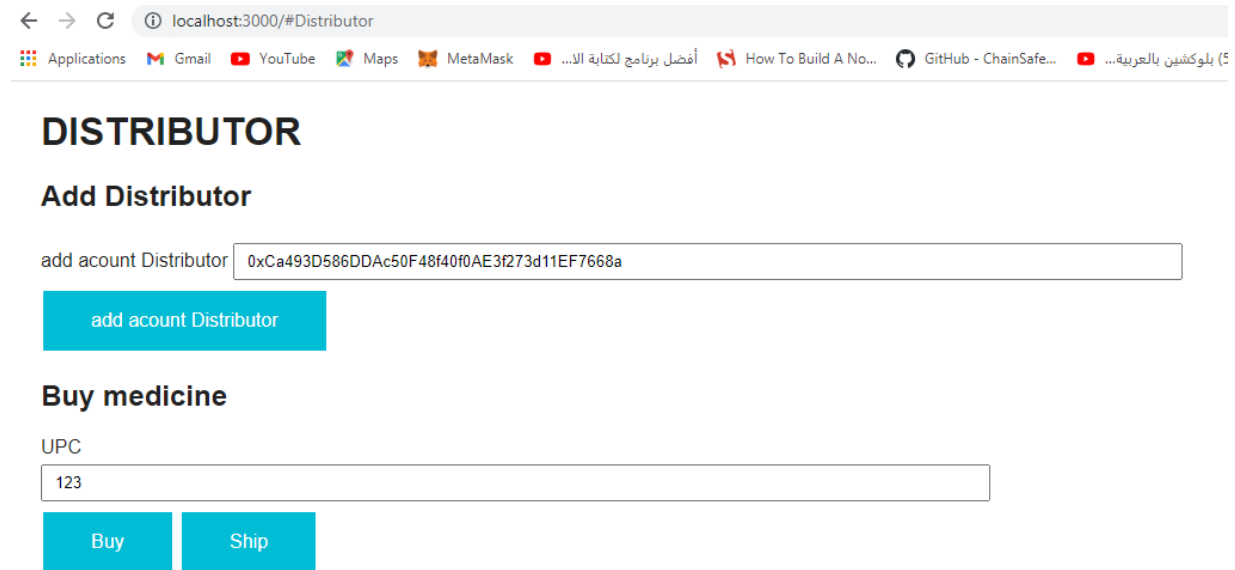 localhost:3000/#Distributor
Applications Gmail YouTube Maps MetaMask أفضل برنامج لكتابة الا... How To Build A No... GitHub - ChainSafe... بلوكشين بالعربية...
DISTRIBUTOR
Add Distributor
add acount Distributor 0xCa493D586DDAc50F48f40f0AE3f273d11EF7668a
add acount Distributor
Buy medicine
UPC
123
Buy Ship